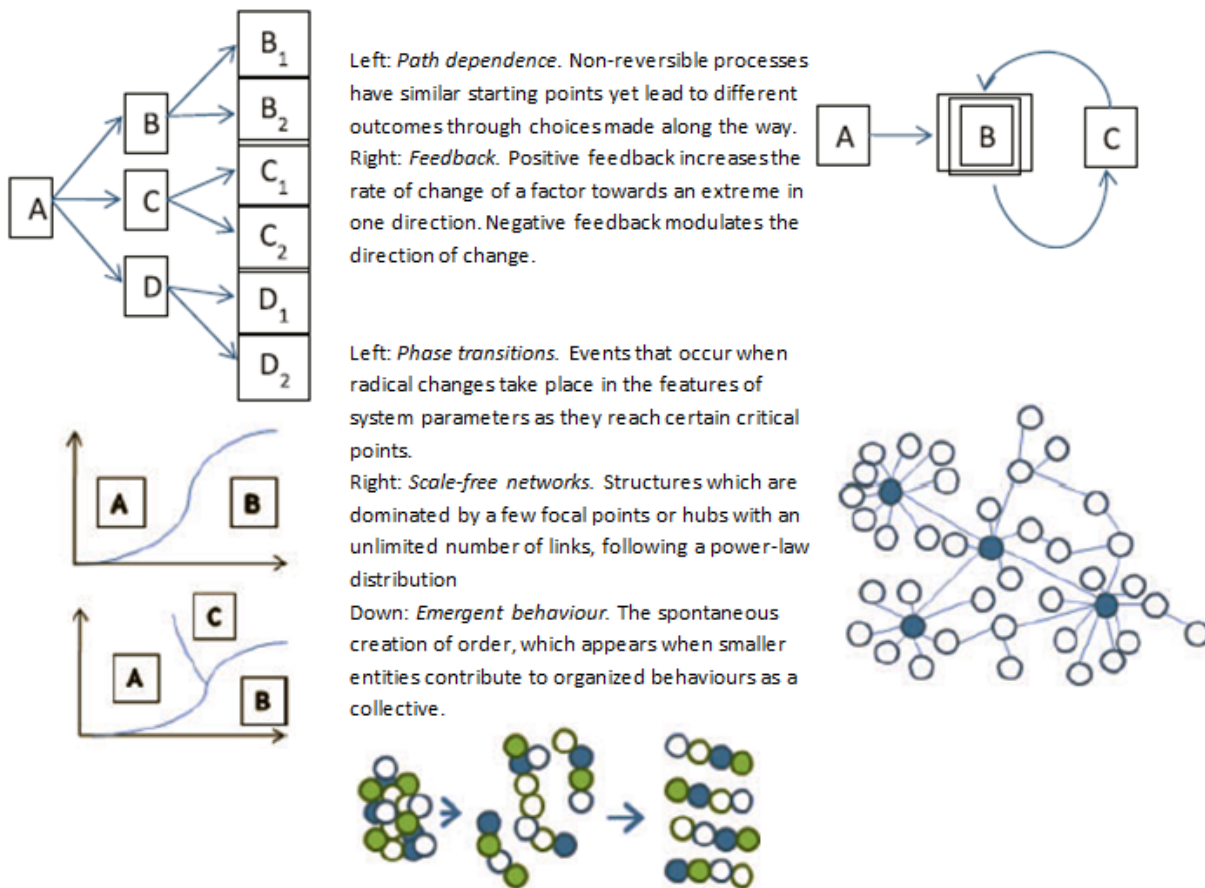 A
B
C
D
B1
B2
C1
C2
D1
D2
Left: Path dependence. Non-reversible processes
have similar starting points yet lead to different
outcomes through choices made along the way.
Right: Feedback. Positive feedback increases the
rate of change of a factor towards an extreme in
one direction. Negative feedback modulates the
direction of change.
A
B
C
Left: Phase transitions. Events that occur when
radical changes take place in the features of
system parameters as they reach certain critical
points.
Right: Scale-free networks. Structures which are
dominated by a few focal points or hubs with an
unlimited number of links, following a power-law
distribution
Down: Emergent behaviour. The spontaneous
creation of order, which appears when smaller
entities contribute to organized behaviours as a
collective.
A
B
C
A
B